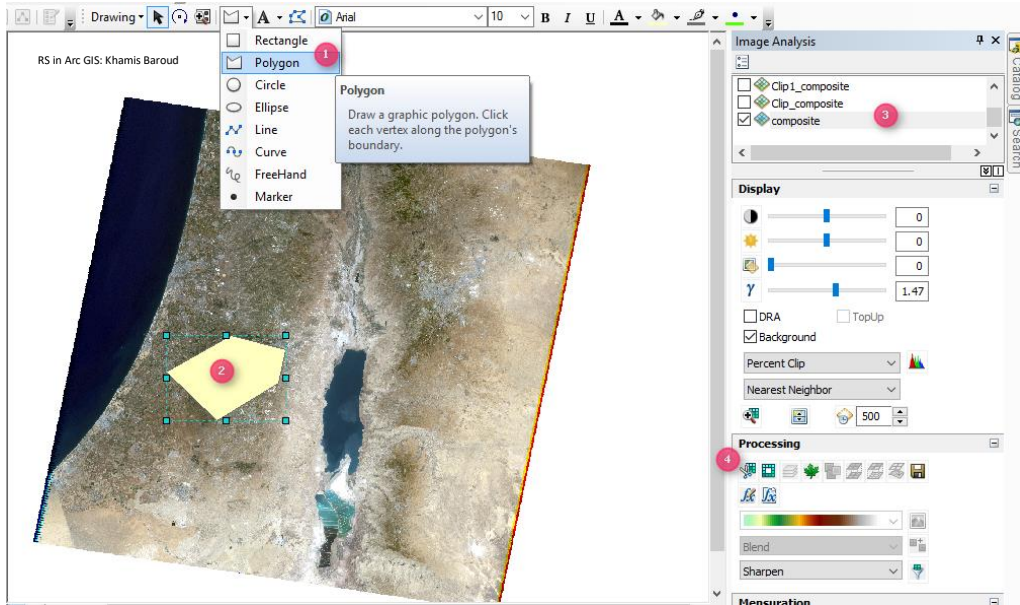 Drawing
A
Arial
10
B I U A
Rectangle
Polygon
Circle
Ellipse
Line
Curve
FreeHand
Marker
1
Polygon
Draw a graphic polygon. Click
each vertex along the polygon's
boundary.
RS in Arc GIS: Khamis Baroud
2
Image Analysis
Clip1_composite
Clip_composite
composite
3
Display
0
0
0
γ
1.47
DRA
TopUp
Background
Percent Clip
Nearest Neighbor
500
Processing
4
fx
Blend
Sharpen
Mensuration
Catalog
Search